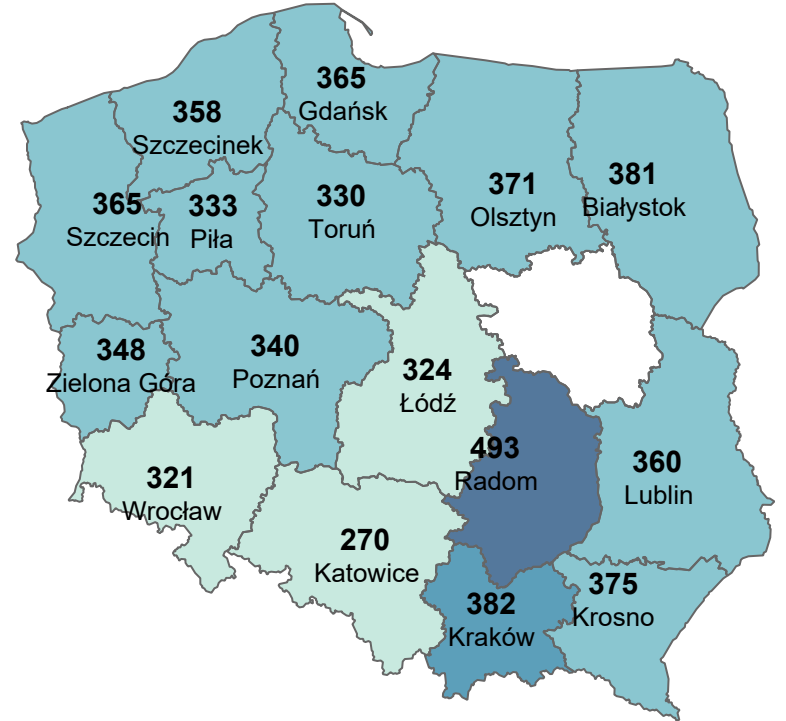 365
Gdańsk
358
Szczecinek
381
Białystok
371
Olsztyn
365
Szczecin
333
Piła
330
Toruń
348
Zielona Góra
340
Poznań
324
Łódź
493
Radom
360
Lublin
321
Wrocław
270
Katowice
382
Kraków
375
Krosno